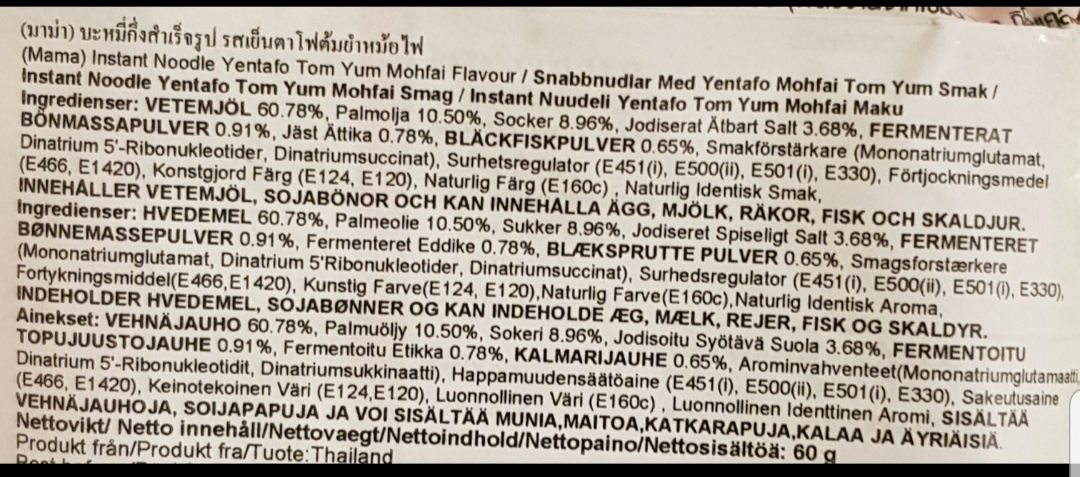 (มาม่า) บะหมี่กึ่งสำเร็จรูป รสเย็นตาโฟต้มยำหม้อไฟ
(Mama) Instant Noodle Yentafo Tom Yum Mohfai Flavour / Snabbnudlar Med Yentafo Mohfai Tom Yum Smak /
Instant Noodle Yentafo Tom Yum Mohfai Smag / Instant Nuudeli Yentafo Tom Yum Mohfai Maku
Ingredienser: VETEMJÖL 60.78%, Palmolja 10.50%, Socker 8.96%, Jodiserat Ätbart Salt 3.68%, FERMENTERAT
BÖNMASSAPULVER 0.91%, Jäst Ättika 0.78%, BLÄCKFISKPULVER 0.65%, Smakförstärkare (Mononatriumglutamat,
Dinatrium 5'-Ribonukleotider, Dinatriumsuccinat), Surhetsregulator (E451(i), E500(ii), E501(i), E330), Förtjockningsmedel
(E466, E1420), Konstgjord Färg (E124, E120), Naturlig Färg (E160c) , Naturlig Identisk Smak,
INNEHÅLLER VETEMJÖL, SOJABÖNOR OCH KAN INNEHÅLLA ÄGG, MJÖLK, RÄKOR, FISK OCH SKALDJUR.
Ingredienser: HVEDEMEL 60.78%, Palmeolie 10.50%, Sukker 8.96%, Jodiseret Spiseligt Salt 3.68%, FERMENTERET
BØNNEMASSEPULVER 0.91%, Fermenteret Eddike 0.78%, BLÆKSPRUTTE PULVER 0.65%, Smagsforstærkere
(Mononatriumglutamat, Dinatrium 5'Ribonukleotider, Dinatriumsuccinat), Surhedsregulator (E451(i), E500(ii), E501(i), E330),
Fortykningsmiddel(E466,E1420), Kunstig Farve(E124, E120),Naturlig Farve(E160c),Naturlig Identisk Aroma,
INDEHOLDER HVEDEMEL, SOJABØNNER OG KAN INDEHOLDE ÆG, MÆLK, REJER, FISK OG SKALDYR.
Ainekset: VEHNÄJAUHO 60.78%, Palmuöljy 10.50%, Sokeri 8.96%, Jodisoitu Syötävä Suola 3.68%, FERMENTOITU
TOPUJUUSTOJAUHE 0.91%, Fermentoitu Etikka 0.78%, KALMARIJAUHE 0.65%, Arominvahventeet(Mononatriumglutamaatti,
Dinatrium 5'-Ribonukleotidit, Dinatriumsukkinaatti), Happamuudensäätöaine (E451(i), E500(ii), E501(i), E330), Sakeutusaine
(E466, E1420), Keinotekoinen Väri (E124,E120), Luonnollinen Väri (E160c) , Luonnollinen Identtinen Aromi, SISÄLTÄÄ
VEHNÄJAUHOJA, SOIJAPAPUJA JA VOI SISÄLTÄÄ MUNIA,MAITOA,KATKARAPUJA,KALAA JA ÄYRIÄISIÄ.
Nettovikt/ Netto innehåll/Nettovaegt/Nettoindhold/Nettopaino/Nettosisältöä: 60 g
Produkt från/Produkt fra/Tuote:Thailand